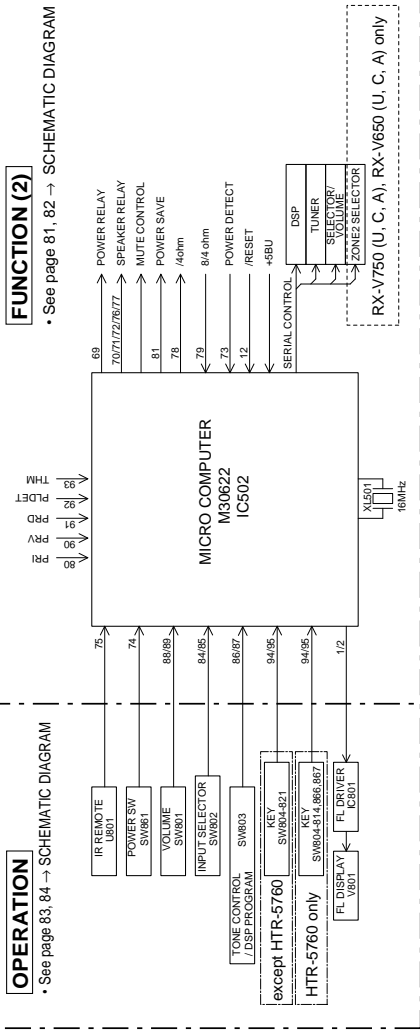 OPERATION
• See page 83, 84 → SCHEMATIC DIAGRAM
IR REMOTE
U801
75
POWER SW
SW861
74
VOLUME
SW801
88/89
INPUT SELECTOR
SW802
84/85
TONE CONTROL
/ DSP PROGRAM
SW803
86/87
KEY
SW804-821
except HTR-5760
94/95
KEY
SW804-814,866,867
HTR-5760 only
94/95
FL DISPLAY
V801
FL DRIVER
IC801
1/2
PRI
PRV
PRD
PLDET
THM
80
90
91
92
93
MICRO COMPUTER
M30622
IC502
XL501
16MHz
FUNCTION (2)
• See page 81, 82 → SCHEMATIC DIAGRAM
69
POWER RELAY
70/71/72/76/77
SPEAKER RELAY
MUTE CONTROL
81
POWER SAVE
78
/4ohm
79
8/4 ohm
73
POWER DETECT
12
/RESET
+5BU
SERIAL CONTROL
DSP
TUNER
SELECTOR/
VOLUME
ZONE2 SELECTOR
RX-V750 (U, C, A), RX-V650 (U, C, A) only